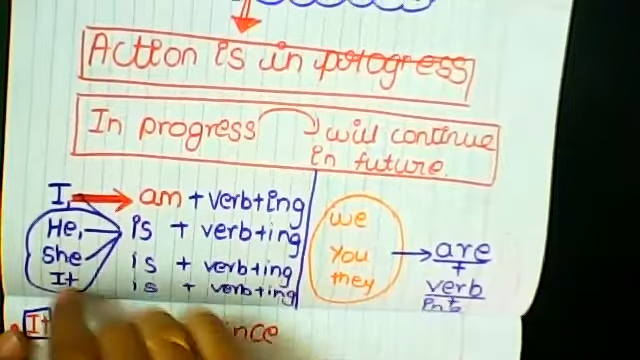 Action is in progress
In progress will continue
in future.
I, am + verb + ing
He, is + verb + ing
She is + verb + ing
It is + verb + ing
we
you
they
are
+
verb
It